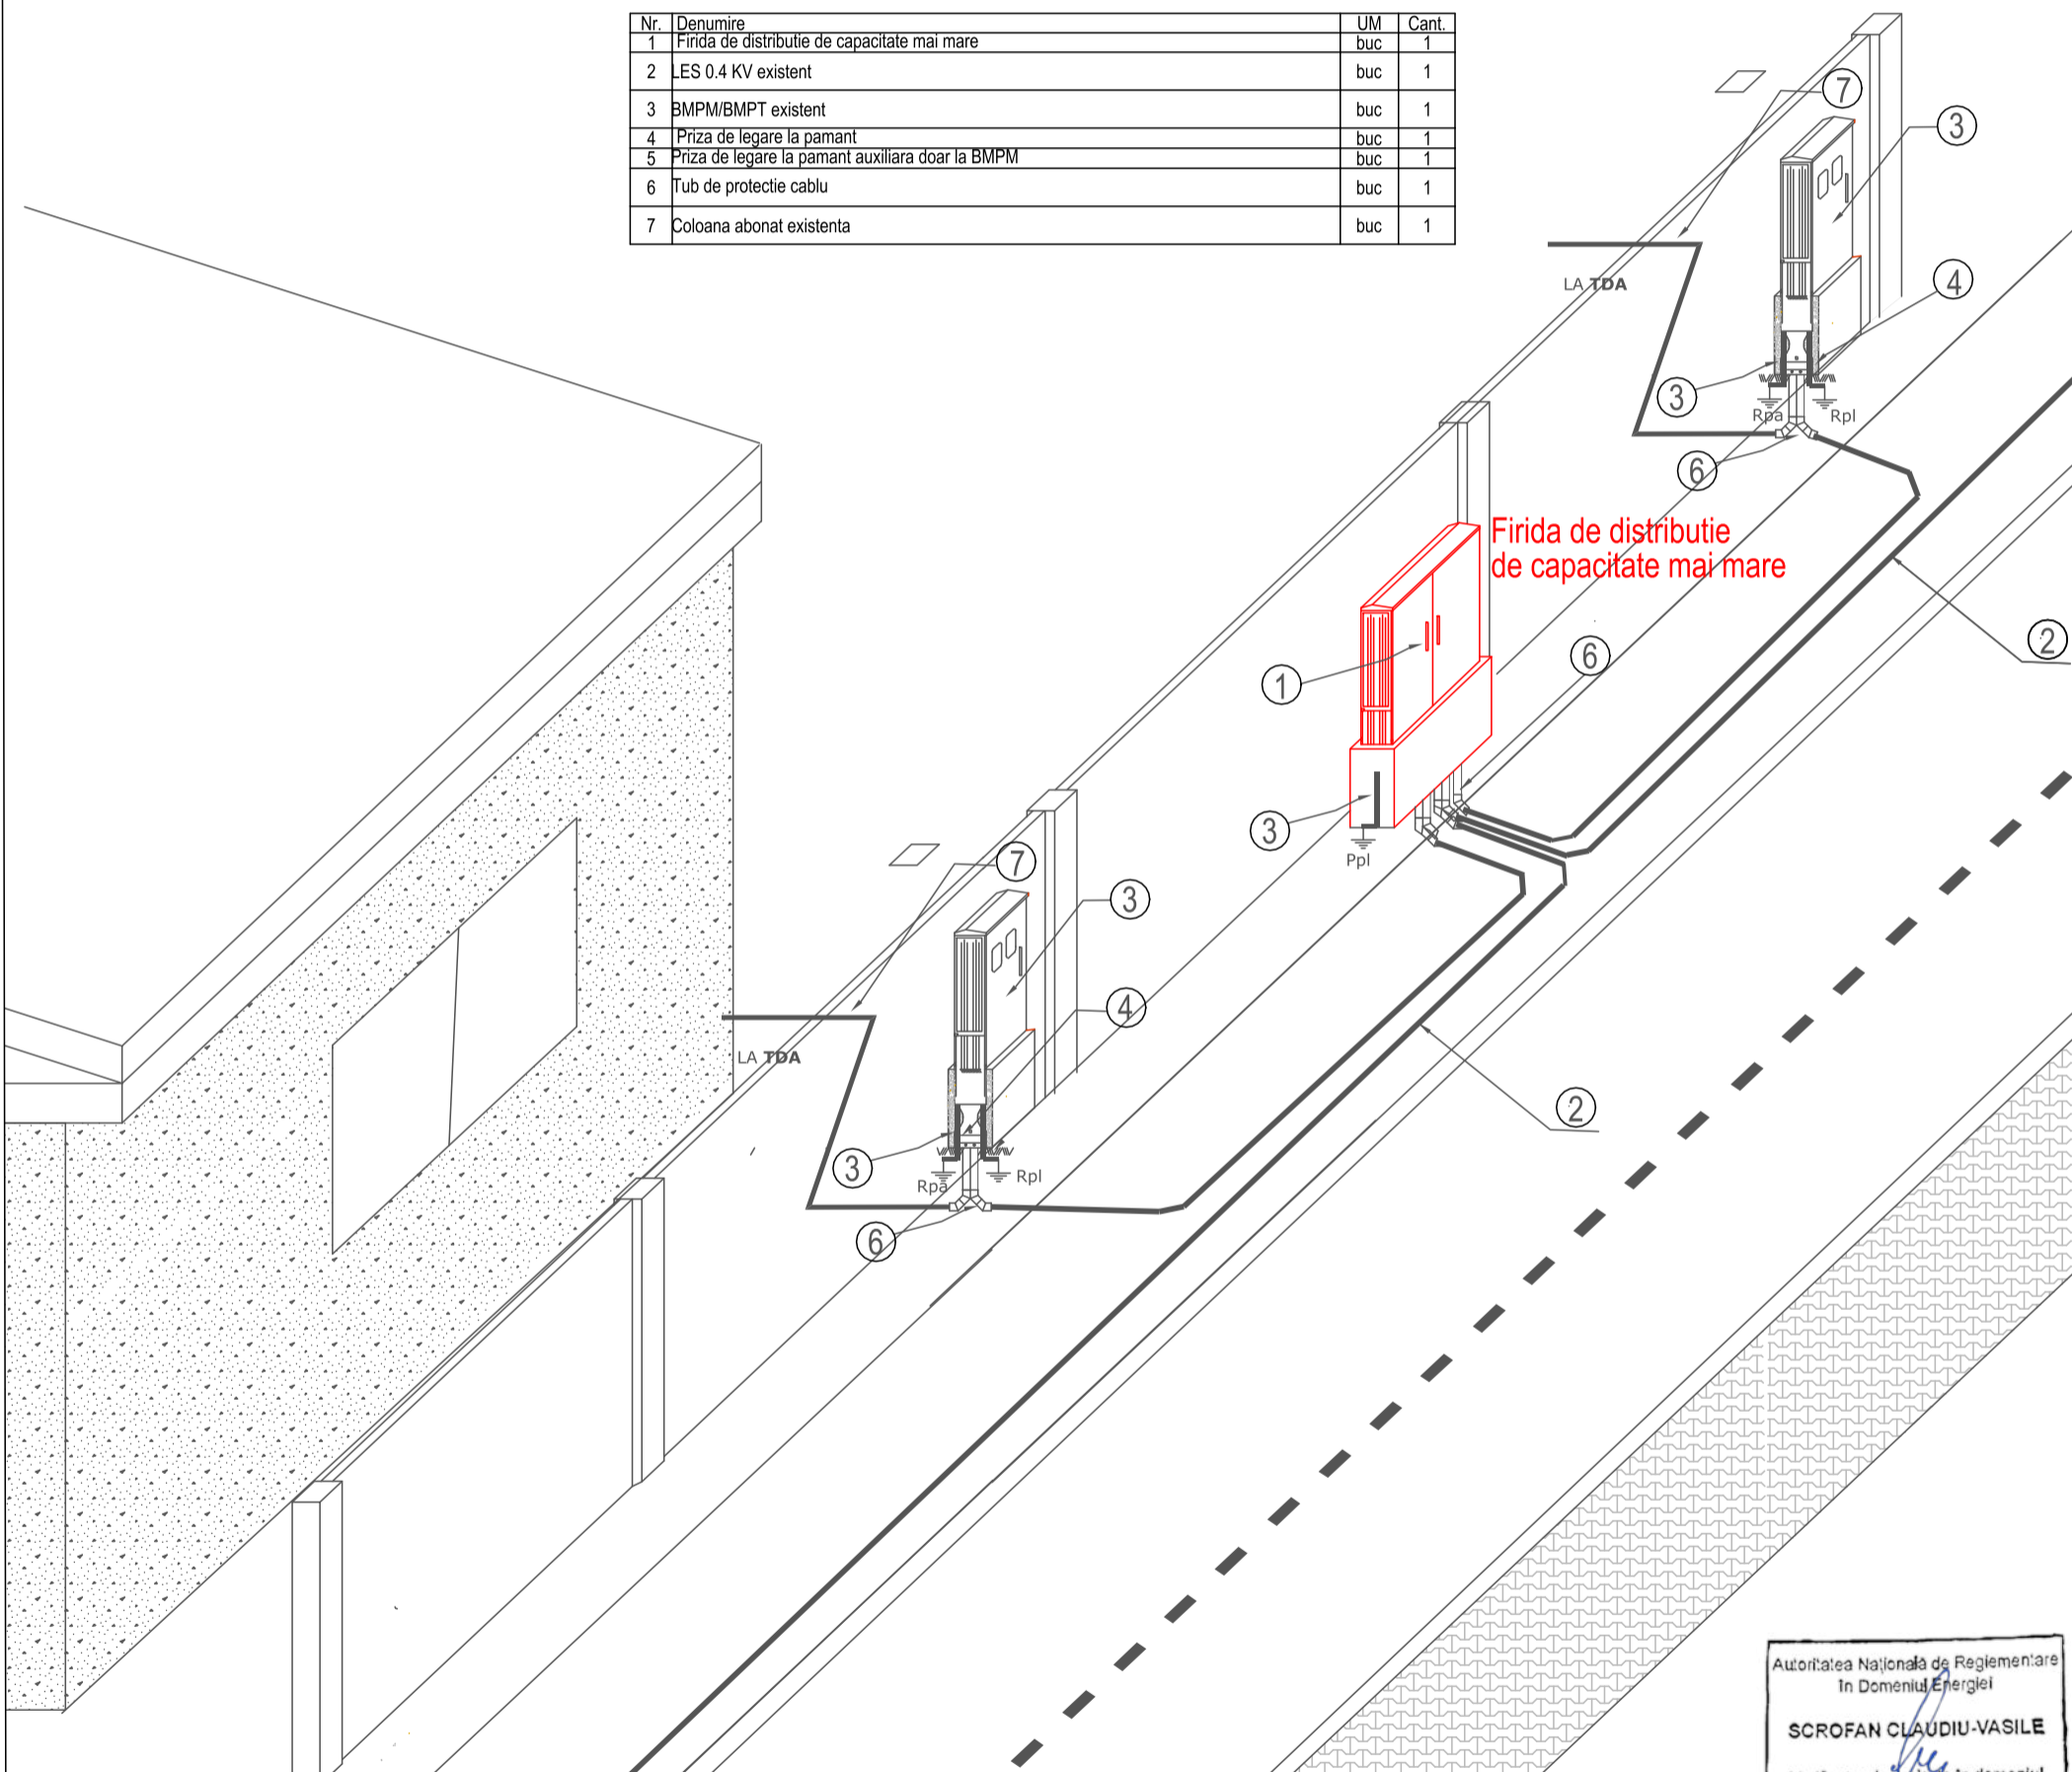 Nr. Denumire UM Cant.
1 Firida de distributie de capacitate mai mare buc 1
2 LES 0.4 KV existent buc 1
3 BMPM/BMPT existent buc 1
4 Priza de legare la pamant buc 1
5 Priza de legare la pamant auxiliara doar la BMPM buc 1
6 Tub de protectie cablu buc 1
7 Coloana abonat existenta buc 1
7
3
LA TDA
4
3
Rpa Rpl
6
Firida de distributie
de capacitate mai mare
2
6
1
3
Ppl
7
3
4
LA TDA
2
3
Rpa Rpl
6
Autoritatea Națională de Reglementare
în Domeniul Energiei
SCROFAN CLAUDIU-VASILE
în domeniul